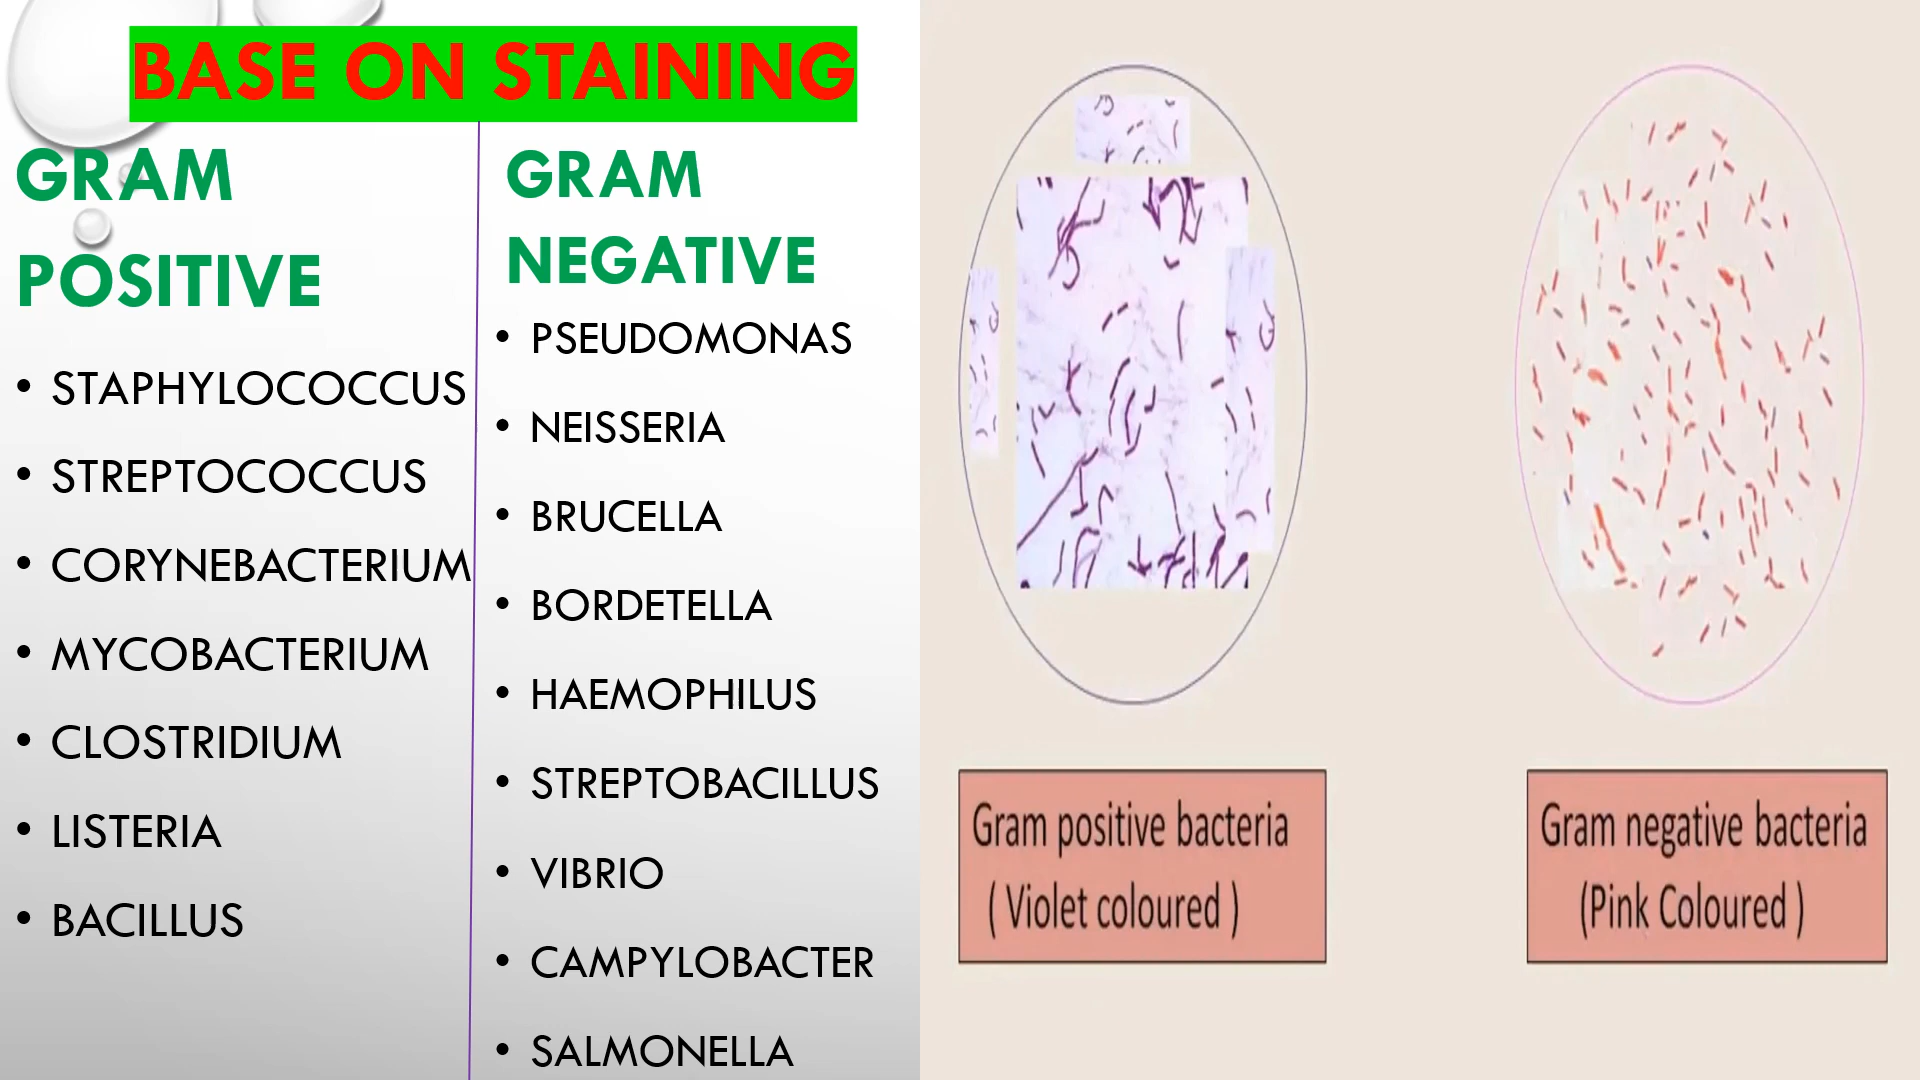 BASE ON STAINING
GRAM
POSITIVE
• STAPHYLOCOCCUS
• STREPTOCOCCUS
• CORYNEBACTERIUM
• MYCOBACTERIUM
• CLOSTRIDIUM
• LISTERIA
• BACILLUS
GRAM
NEGATIVE
• PSEUDOMONAS
• NEISSERIA
• BRUCELLA
• BORDETELLA
• HAEMOPHILUS
• STREPTOBACILLUS
• VIBRIO
• CAMPYLOBACTER
• SALMONELLA
Gram positive bacteria
( Violet coloured )
Gram negative bacteria
(Pink Coloured )